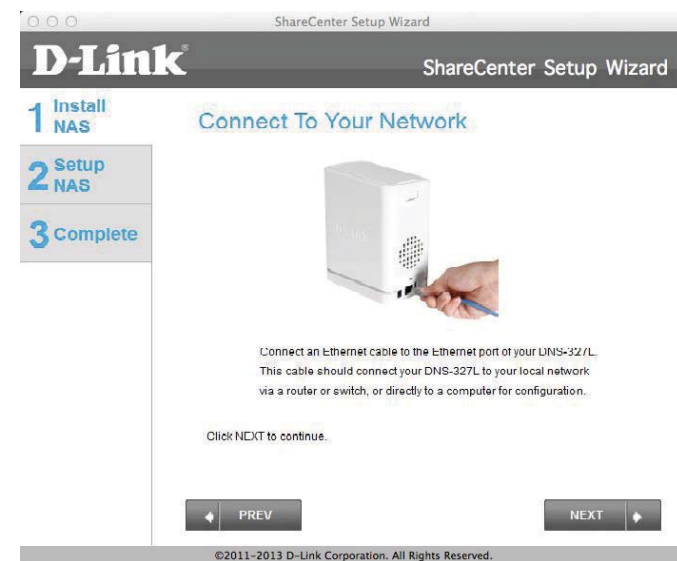 ShareCenter Setup Wizard
D-Link®
ShareCenter Setup Wizard
1 Install
NAS
2 Setup
NAS
3 Complete
Connect To Your Network
D-Link
Connect an Ethernet cable to the Ethernet port of your DNS-327L.
This cable should connect your DNS-327L to your local network
via a router or switch, or directly to a computer for configuration.
Click NEXT to continue.
PREV
NEXT
©2011-2013 D-Link Corporation. All Rights Reserved.